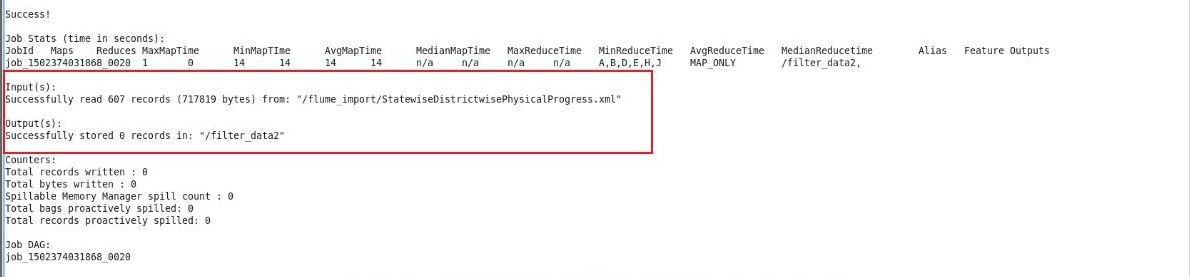 Success!
Job Stats (time in seconds):
JobId Maps Reduces MaxMapTime MinMapTIme AvgMapTime MedianMapTime MaxReduceTime MinReduceTime AvgReduceTime MedianReducetime Alias Feature Outputs
job_1502374031868_0020 1 0 14 14 14 14 n/a n/a n/a n/a A,B,D,E,H,J MAP_ONLY /filter_data2,
Input(s):
Successfully read 607 records (717819 bytes) from: "/flume_import/StatewiseDistrictwisePhysicalProgress.xml"
Output(s):
Successfully stored 0 records in: "/filter_data2"
Counters:
Total records written : 0
Total bytes written : 0
Spillable Memory Manager spill count : 0
Total bags proactively spilled: 0
Total records proactively spilled: 0
Job DAG:
job_1502374031868_0020